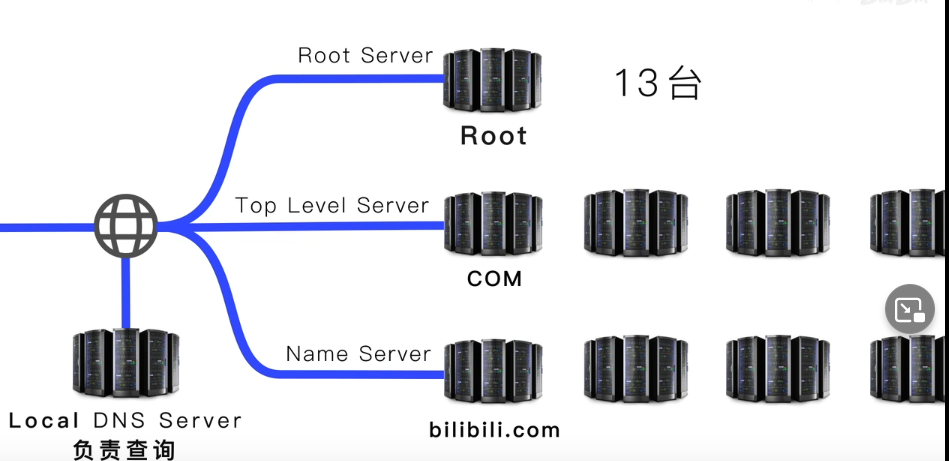 Root Server
13台
Root
Top Level Server
COM
Name Server
bilibili.com
Local DNS Server
负责查询